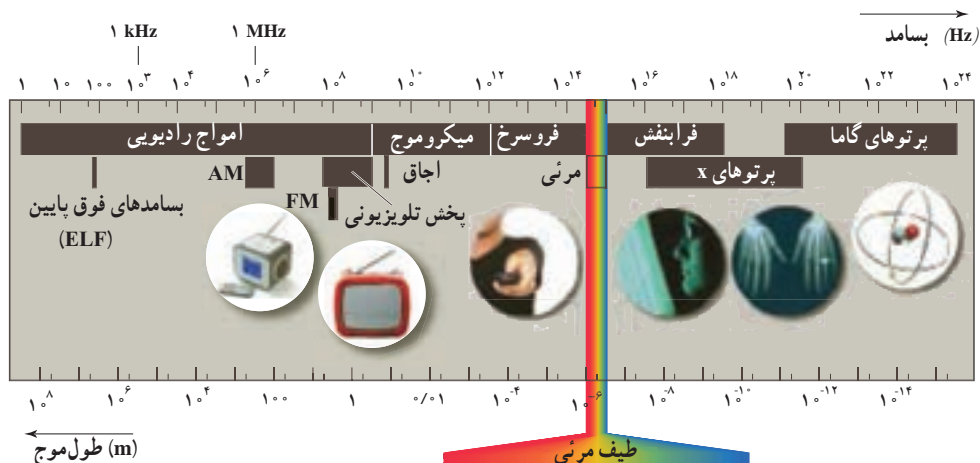 ۱ kHz ۱ MHz بسامد (Hz)
۱ ۱۰ ۱۰۰ ۱۰^۳ ۱۰^۴ ۱۰^۶ ۱۰^۸ ۱۰^۱۰ ۱۰^۱۲ ۱۰^۱۴ ۱۰^۱۶ ۱۰^۱۸ ۱۰^۲۰ ۱۰^۲۲ ۱۰^۲۴
امواج رادیویی میکروموج فروسرخ فرابنفش پرتوهای گاما
AM اجاق مرئی پرتوهای x
FM پخش تلویزیونی
بسامدهای فوق پایین
(ELF)
۱۰^۸ ۱۰^۶ ۱۰^۴ ۱۰۰ ۱ ۰/۰۱ ۱۰^-۴ ۱۰^-۶ ۱۰^-۸ ۱۰^-۱۰ ۱۰^-۱۲ ۱۰^-۱۴
طول موج (m)
طیف مرئی